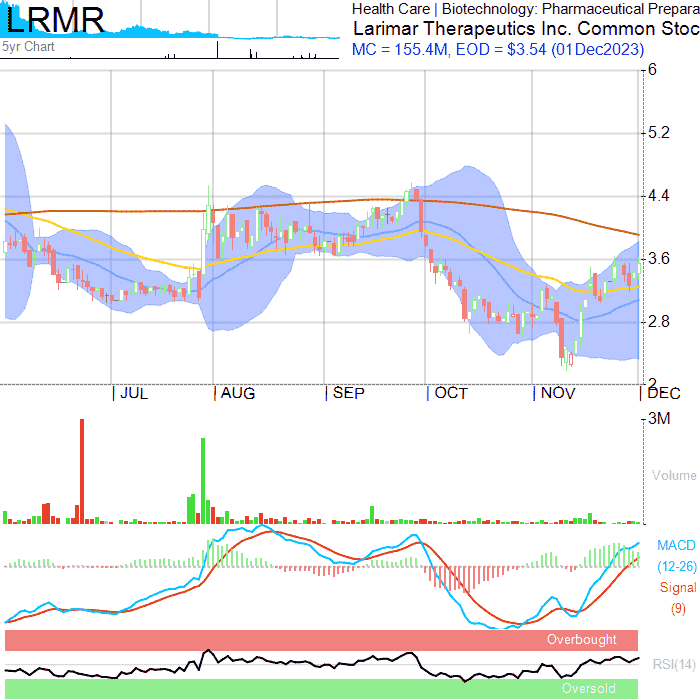 LRMR
5yr Chart
Health Care | Biotechnology: Pharmaceutical Prepara
Larimar Therapeutics Inc. Common Stoc
MC = 155.4M, EOD = $3.54 (01Dec2023)
6
5.2
4.4
3.6
2.8
2
| JUL | AUG | SEP | OCT | NOV | DEC
3M
Volume
MACD
(12-26)
Signal
(9)
Overbought
RSI(14)
Oversold